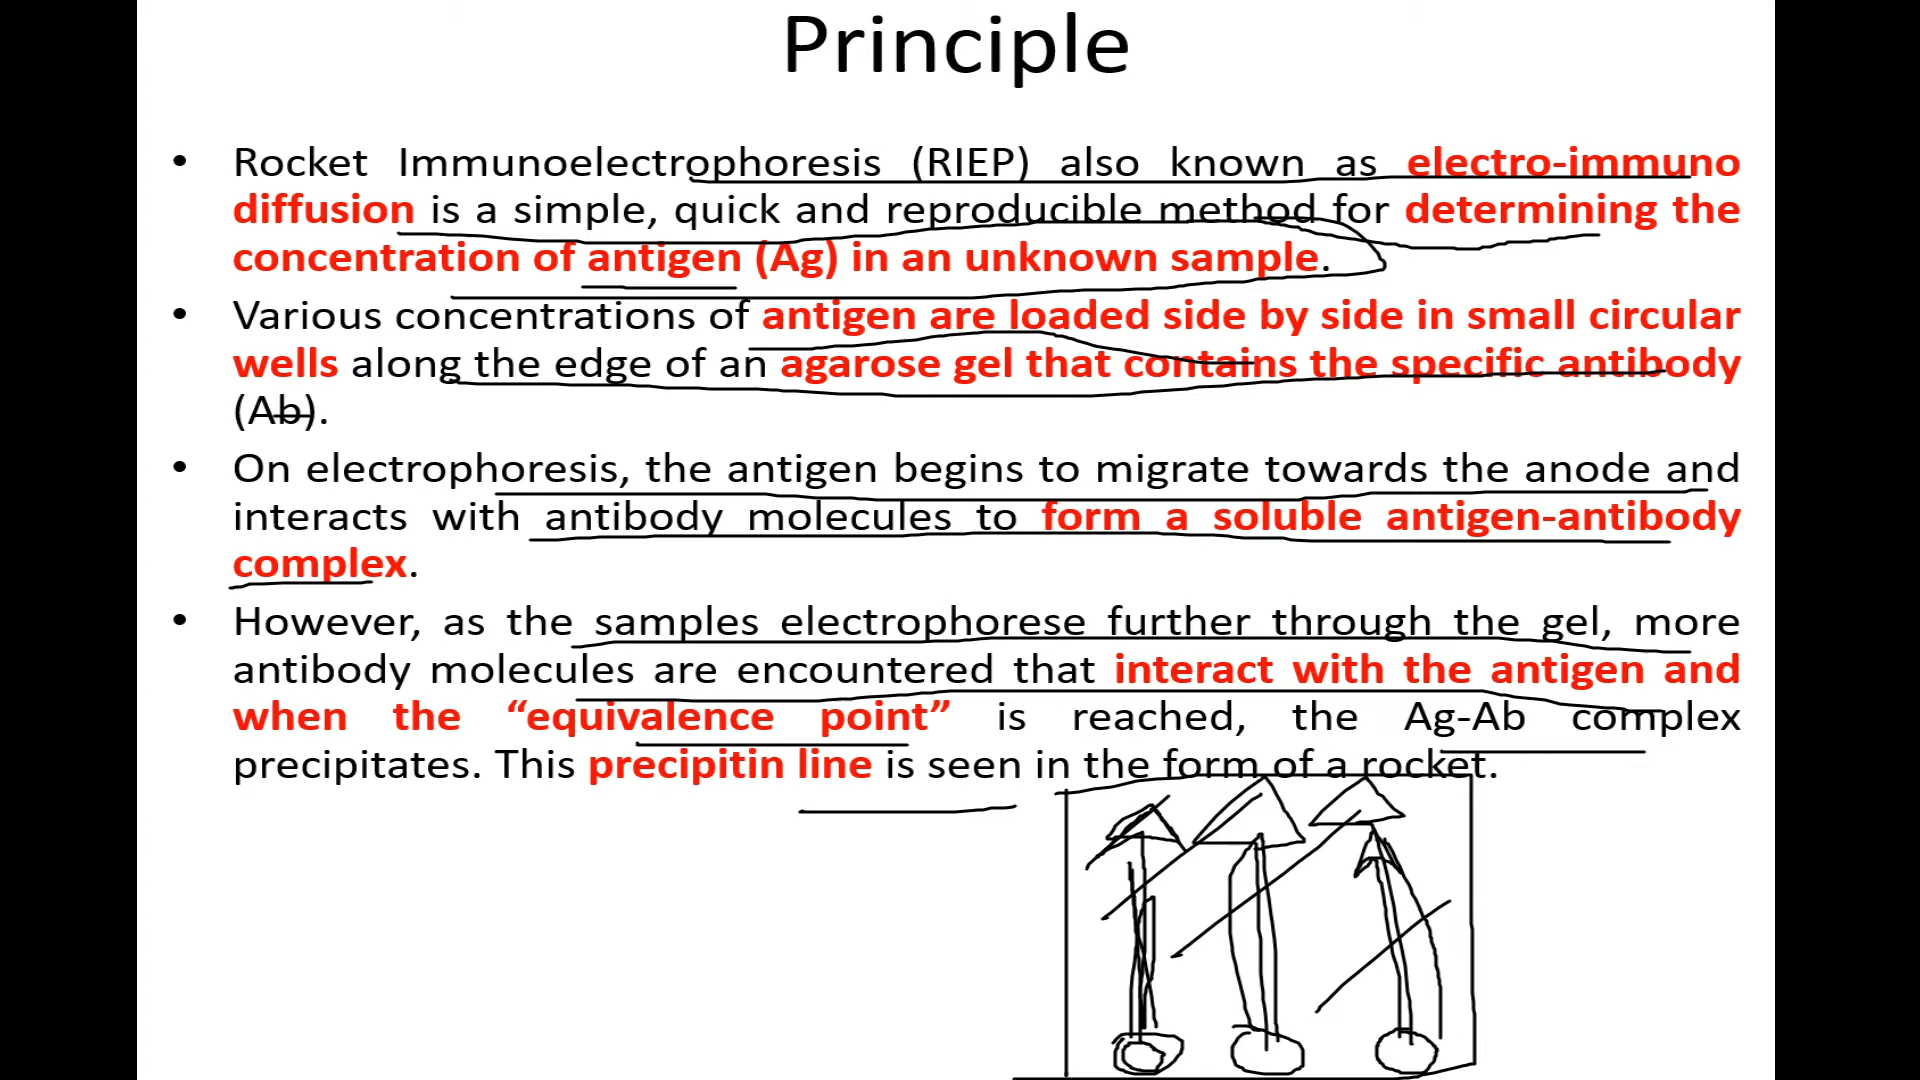 Principle
• Rocket Immunoelectrophoresis (RIEP) also known as electro-immuno
diffusion is a simple, quick and reproducible method for determining the
concentration of antigen (Ag) in an unknown sample.
• Various concentrations of antigen are loaded side by side in small circular
wells along the edge of an agarose gel that contains the specific antibody
(Ab).
• On electrophoresis, the antigen begins to migrate towards the anode and
interacts with antibody molecules to form a soluble antigen-antibody
complex.
• However, as the samples electrophorese further through the gel, more
antibody molecules are encountered that interact with the antigen and
when the “equivalence point” is reached, the Ag-Ab complex
precipitates. This precipitin line is seen in the form of a rocket.